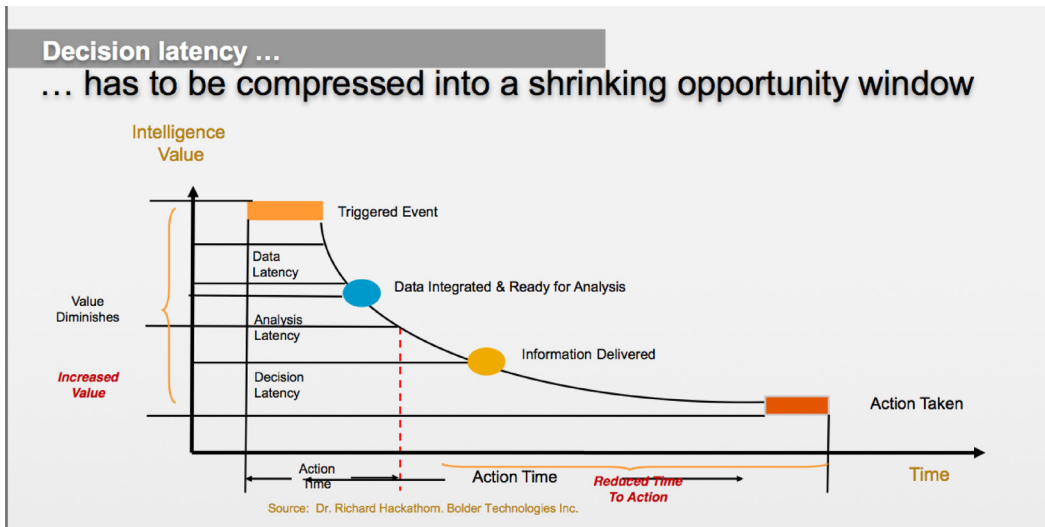 Decision latency ...
... has to be compressed into a shrinking opportunity window
Intelligence
Value
Triggered Event
Data
Latency
Data Integrated & Ready for Analysis
Value
Diminishes
Analysis
Latency
Information Delivered
Increased
Value
Decision
Latency
Action Taken
Action
Time
Action Time
Reduced Time
To Action
Time
Source: Dr. Richard Hackathorn. Bolder Technologies Inc.